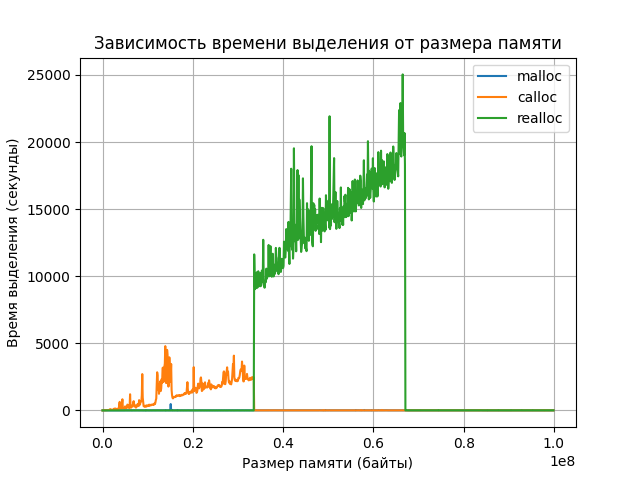 Зависимость времени выделения от размера памяти
Время выделения (секунды)
25000
20000
15000
10000
5000
0
malloc
calloc
realloc
0.0
0.2
0.4
0.6
0.8
1.0
1e8
Размер памяти (байты)